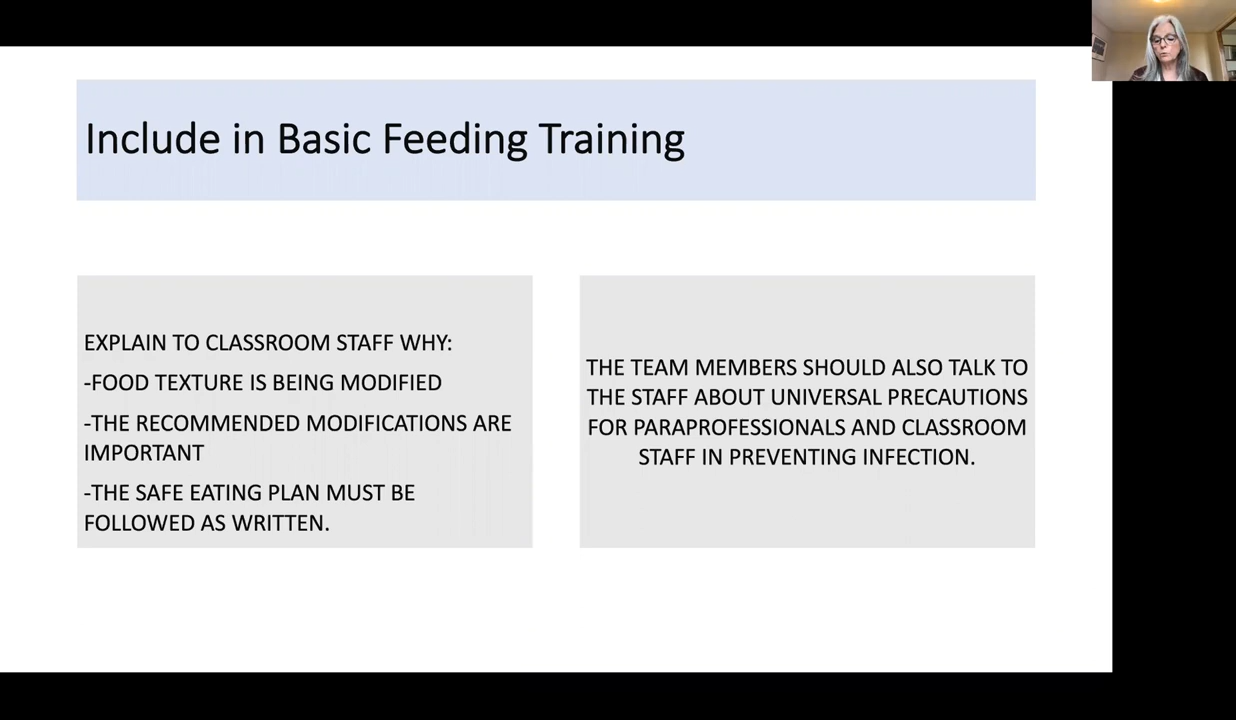 Include in Basic Feeding Training
EXPLAIN TO CLASSROOM STAFF WHY:
-FOOD TEXTURE IS BEING MODIFIED
-THE RECOMMENDED MODIFICATIONS ARE
IMPORTANT
-THE SAFE EATING PLAN MUST BE
FOLLOWED AS WRITTEN.
THE TEAM MEMBERS SHOULD ALSO TALK TO
THE STAFF ABOUT UNIVERSAL PRECAUTIONS
FOR PARAPROFESSIONALS AND CLASSROOM
STAFF IN PREVENTING INFECTION.